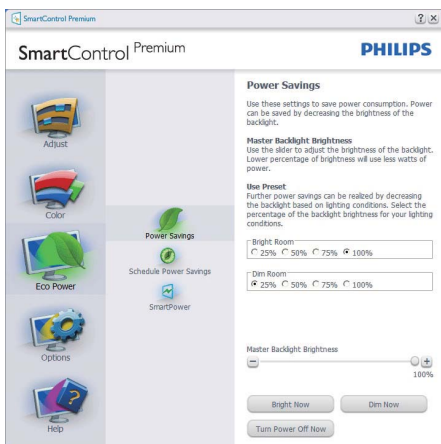 SmartControl Premium
SmartControl Premium
PHILIPS
Adjust
Color
Eco Power
Options
Help
Power Savings
Schedule Power Savings
SmartPower
Power Savings
Use these settings to save power consumption. Power
can be saved by decreasing the brightness of the
backlight.
Master Backlight Brightness
Use the slider to adjust the brightness of the backlight.
Lower percentage of brightness will use less watts of
power.
Use Preset
Further power savings can be realized by decreasing
the backlight based on lighting conditions. Select the
percentage of the backlight brightness for your lighting
conditions.
Bright Room
25% 50% 75% 100%
Dim Room
25% 50% 75% 100%
Master Backlight Brightness
100%
Bright Now Dim Now
Turn Power Off Now